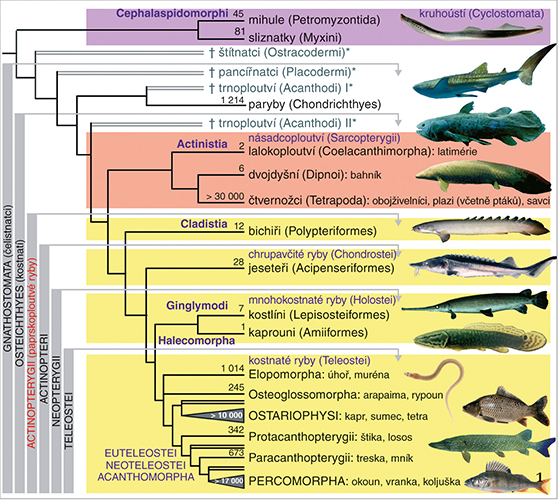 Cephalaspidomorphi 45 kruhoústí (Cyclostomata)
mihule (Petromyzontida)
81
sliznatky (Myxini)
† štítnatci (Ostracodermi)*
† pancířnatci (Placodermi)*
† trnoploutví (Acanthodi) I*
1 214
paryby (Chondrichthyes)
† trnoploutví (Acanthodi) II*
násadcoploutví (Sarcopterygii)
Actinistia 2
lalokoploutví (Coelacanthimorpha): latimérie
6
dvojdyšní (Dipnoi): bahník
> 30 000
čtvernožci (Tetrapoda): obojživelníci, plazi (včetně ptáků), savci
Cladistia 12
bichiři (Polypteriformes)
chrupavčité ryby (Chondrostei)
28
jeseteři (Acipenseriformes)
mnohokostnaté ryby (Holostei)
Ginglymodi 7
kostlíni (Lepisosteiformes)
1
kaprouni (Amiiformes)
Halecomorpha
kostnaté ryby (Teleostei)
1 014
Elopomorpha: úhoř, muréna
245
Osteoglossomorpha: arapaima, rypoun
> 10 000
OSTARIOPHYSI: kapr, sumec, tetra
342
Protacanthopterygii: štika, losos
673
Paracanthopterygii: treska, mník
EUTELEOSTEI
NEOTELEOSTEI
ACANTHOMORPHA
> 17 000
PERCOMORPHA: okoun, vranka, koljuška
1
GNATHOSTOMATA (čelistnatci)
OSTEICHTHYES (kostnatí)
ACTINOPTERYGII (paprskoploutvé ryby)
ACTINOPTERI
NEOPTERYGII
TELEOSTEI